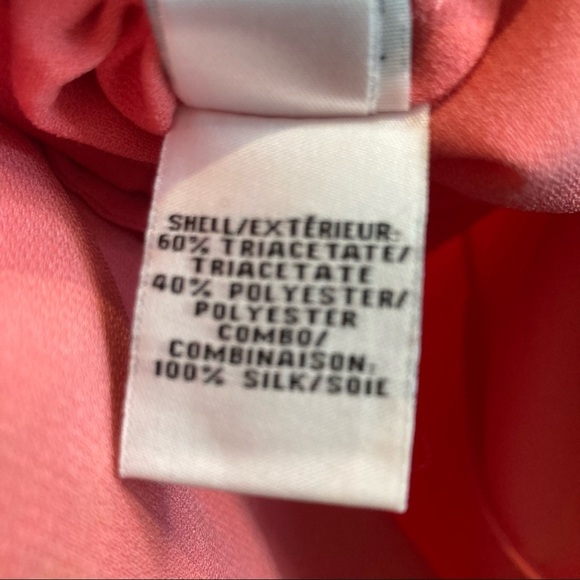 SHELL/EXTÉRIEUR:
60% TRIACETATE/
TRIACETATE
40% POLYESTER/
POLYESTER
COMBO/
COMBINAISON:
100% SILK/SOIE